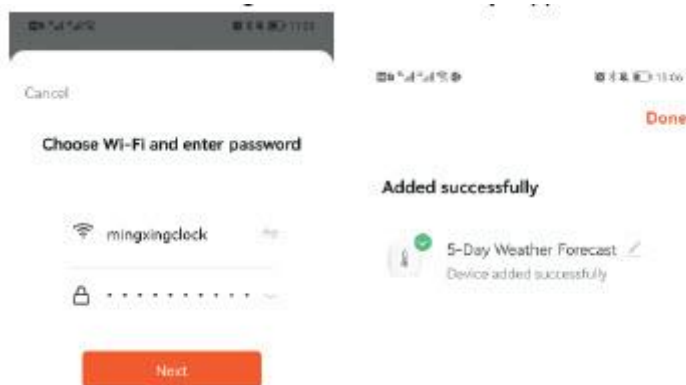 Cancel
Choose Wi-Fi and enter password
mingxingclock
Next
Done
Added successfully
5-Day Weather Forecast
Device added successfully